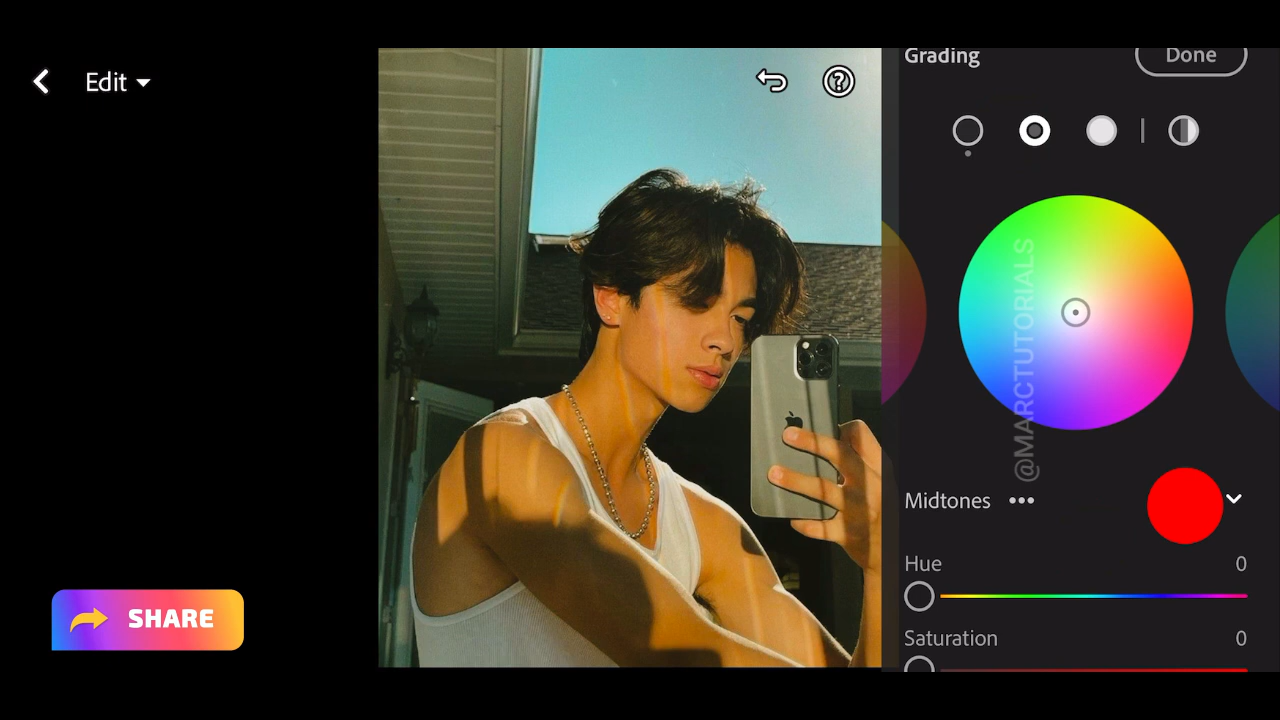 Edit
Grading
Done
@MARCTUTORIALS
Midtones •••
Hue 0
Saturation 0
SHARE